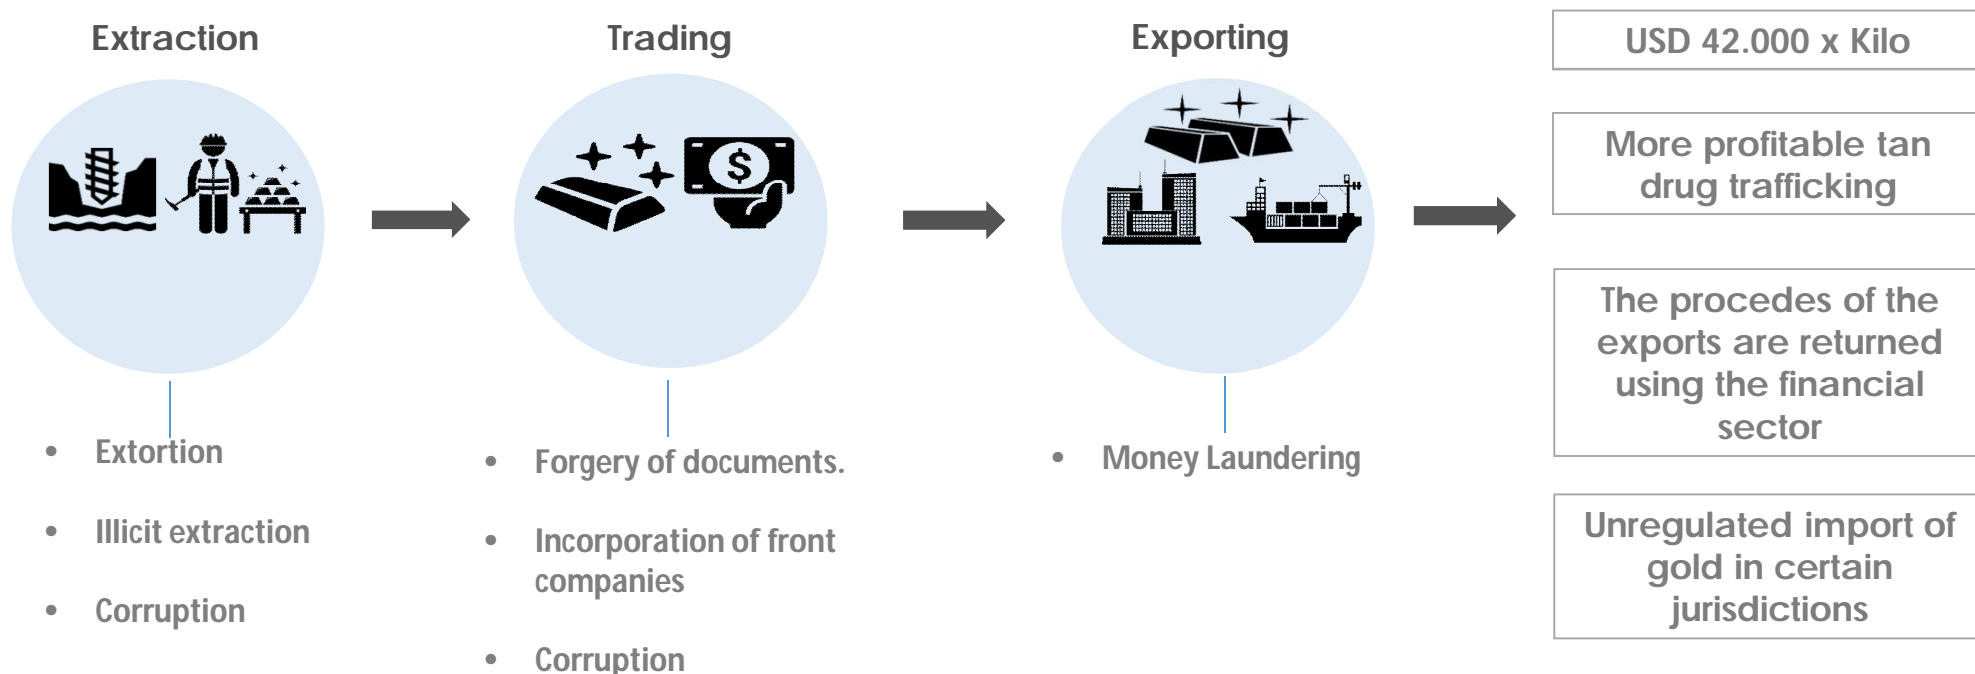 Extraction
• Extortion
• Illicit extraction
• Corruption
Trading
$
• Forgery of documents.
• Incorporation of front
companies
• Corruption
Exporting
• Money Laundering
USD 42.000 x Kilo
More profitable tan
drug trafficking
The procedes of the
exports are returned
using the financial
sector
Unregulated import of
gold in certain
jurisdictions